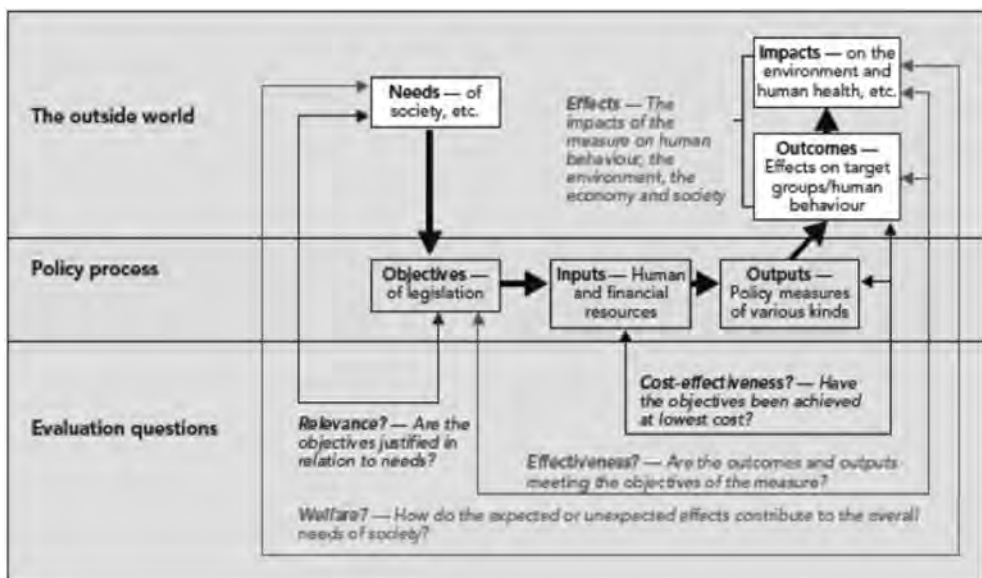 The outside world
Needs — of
society, etc.
Effects — The
impacts of the
measure on human
behaviour, the
environment, the
economy and society
Impacts — on the
environment and
human health, etc.
Outcomes —
Effects on target
groups/human
behaviour
Policy process
Objectives —
of legislation
Inputs — Human
and financial
resources
Outputs —
Policy measures
of various kinds
Evaluation questions
Relevance? — Are the
objectives justified in
relation to needs?
Cost-effectiveness? — Have
the objectives been achieved
at lowest cost?
Effectiveness? — Are the outcomes and outputs
meeting the objectives of the measure?
Welfare? — How do the expected or unexpected effects contribute to the overall
needs of society?